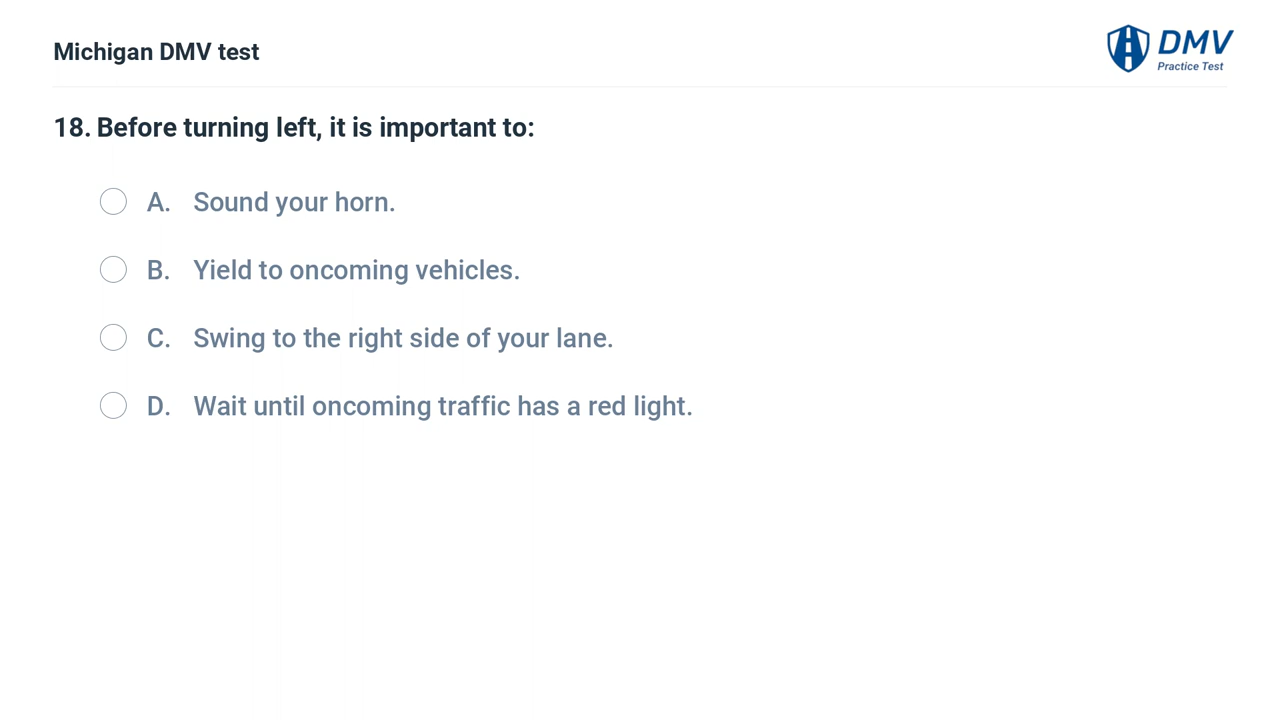 Michigan DMV test
DMV
Practice Test
18. Before turning left, it is important to:
A. Sound your horn.
B. Yield to oncoming vehicles.
C. Swing to the right side of your lane.
D. Wait until oncoming traffic has a red light.